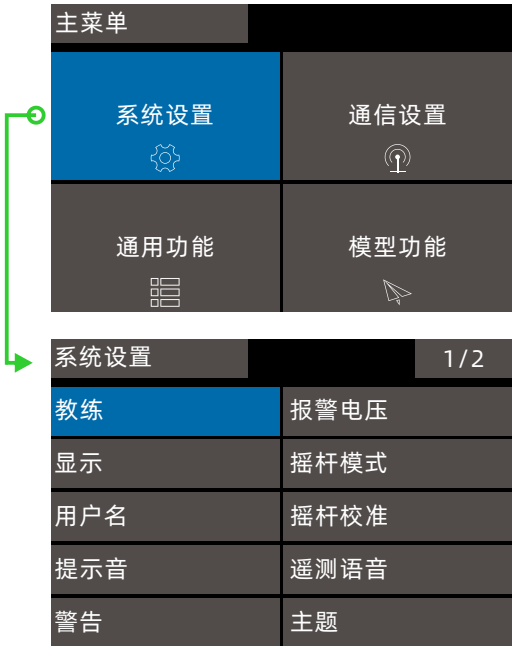 主菜单
系统设置 通信设置
通用功能 模型功能
系统设置 1/2
教练 报警电压
显示 摇杆模式
用户名 摇杆校准
提示音 遥测语音
警告 主题